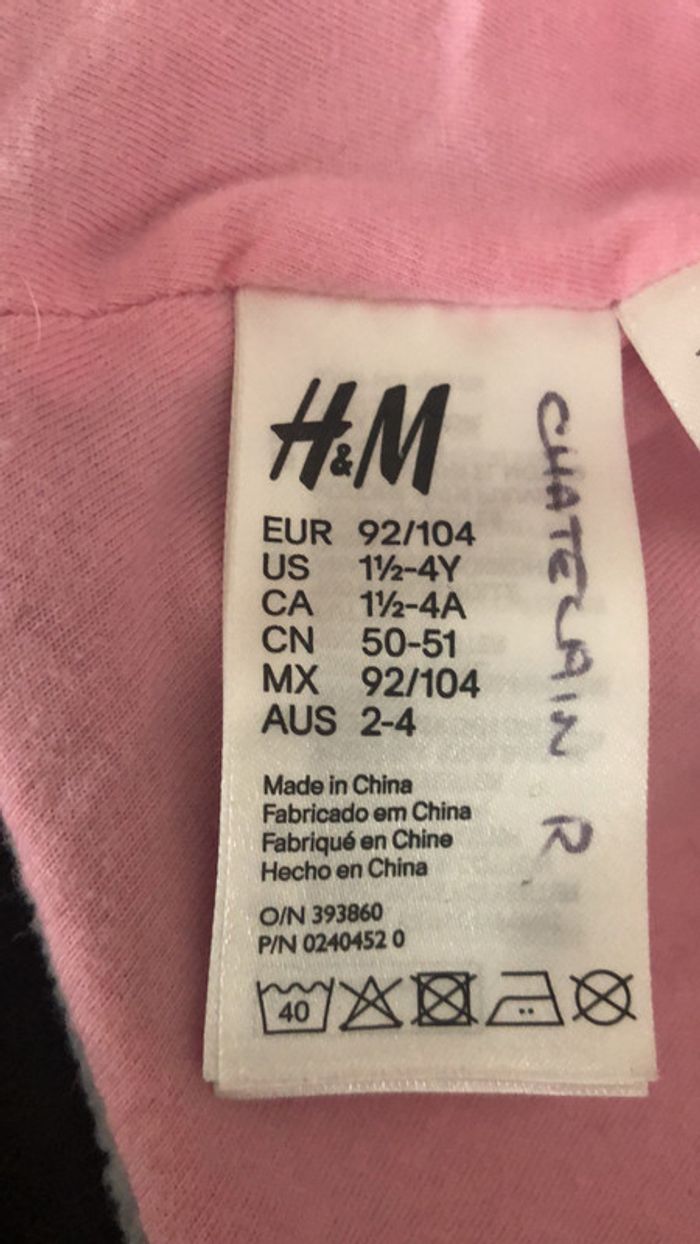 H&M
EUR 92/104
US 1½-4Y
CA 1½-4A
CN 50-51
MX 92/104
AUS 2-4
Made in China
Fabricado em China
Fabriqué en Chine
Hecho en China
O/N 393860
P/N 0240452 0
40
CHATELAIN R